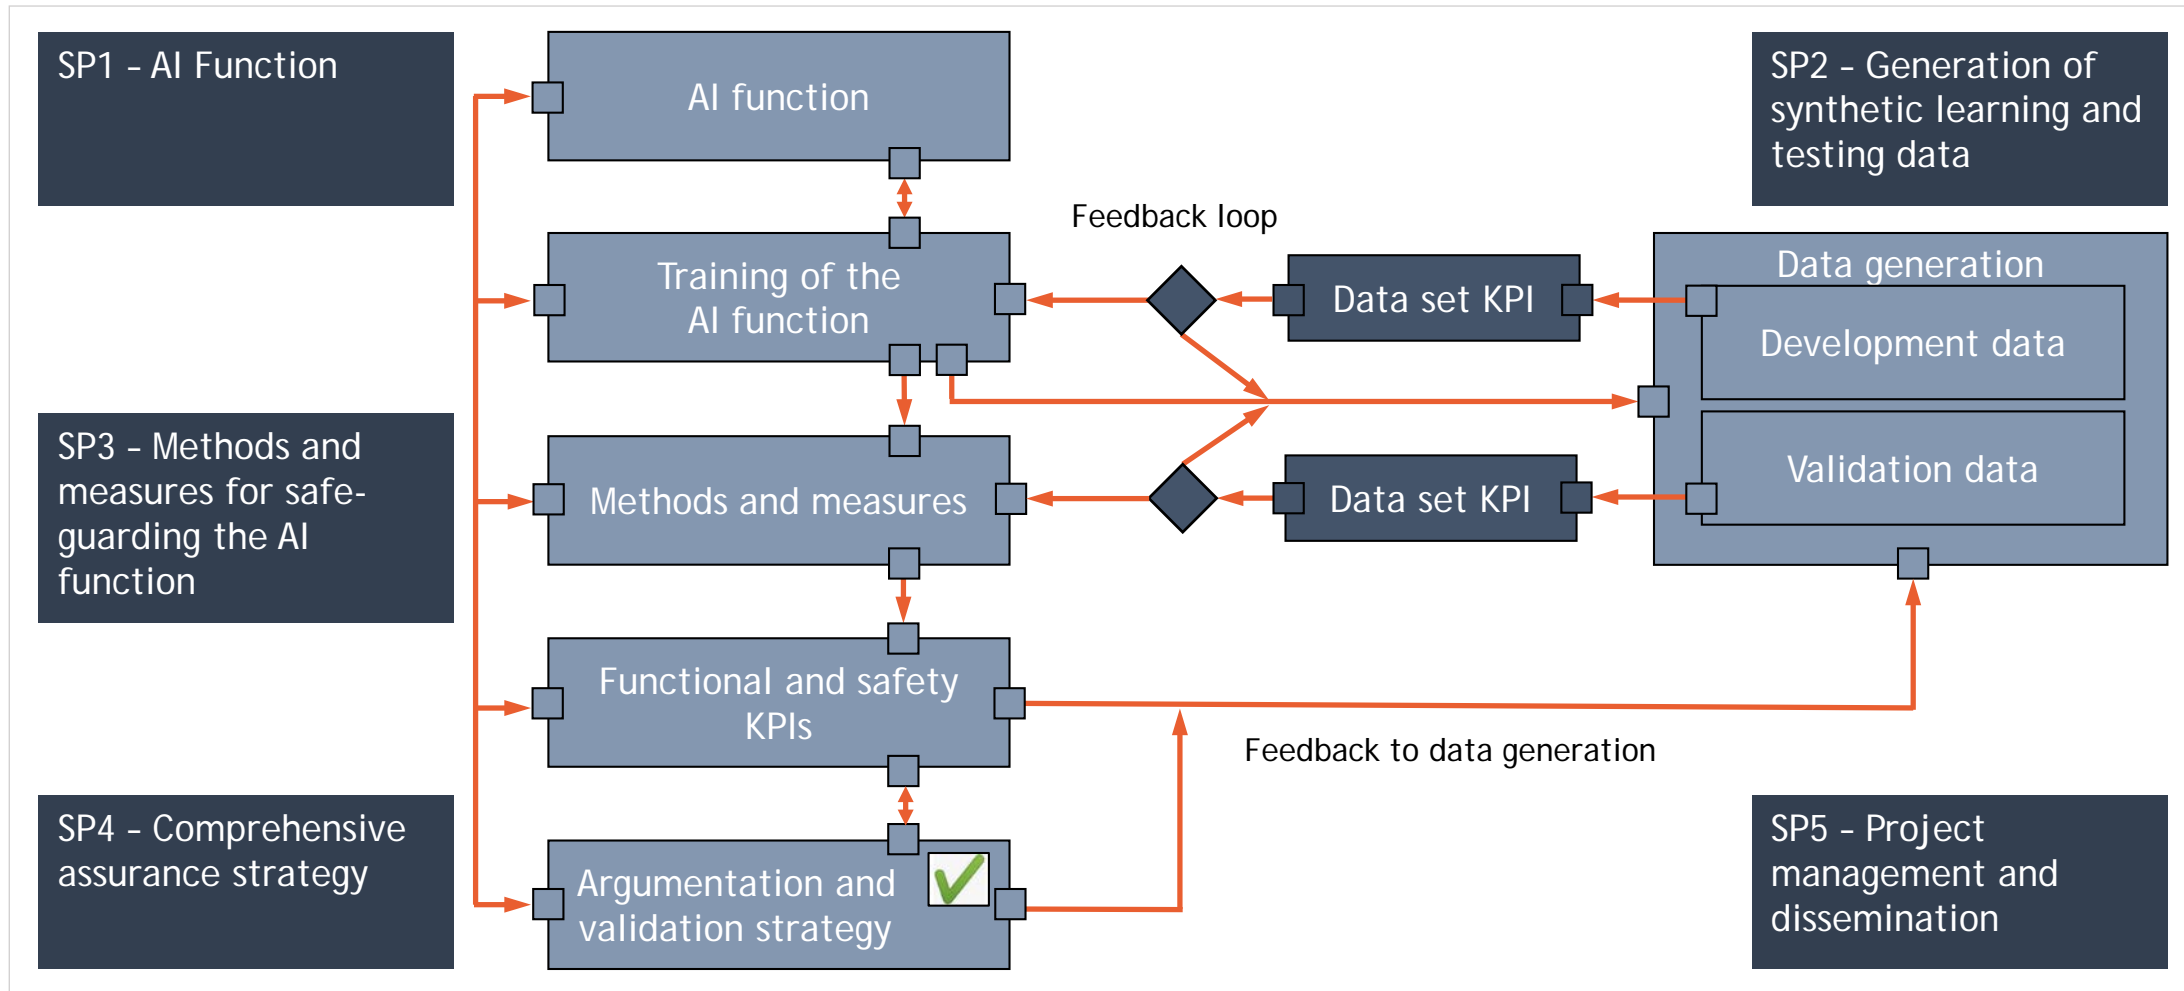 SP1 – AI Function
AI function
SP2 – Generation of
synthetic learning and
testing data
Feedback loop
Training of the
AI function
Data set KPI
Data generation
Development data
SP3 – Methods and
measures for safe-
guarding the AI
function
Methods and measures
Data set KPI
Validation data
Functional and safety
KPIs
Feedback to data generation
SP4 – Comprehensive
assurance strategy
Argumentation and
validation strategy
SP5 – Project
management and
dissemination